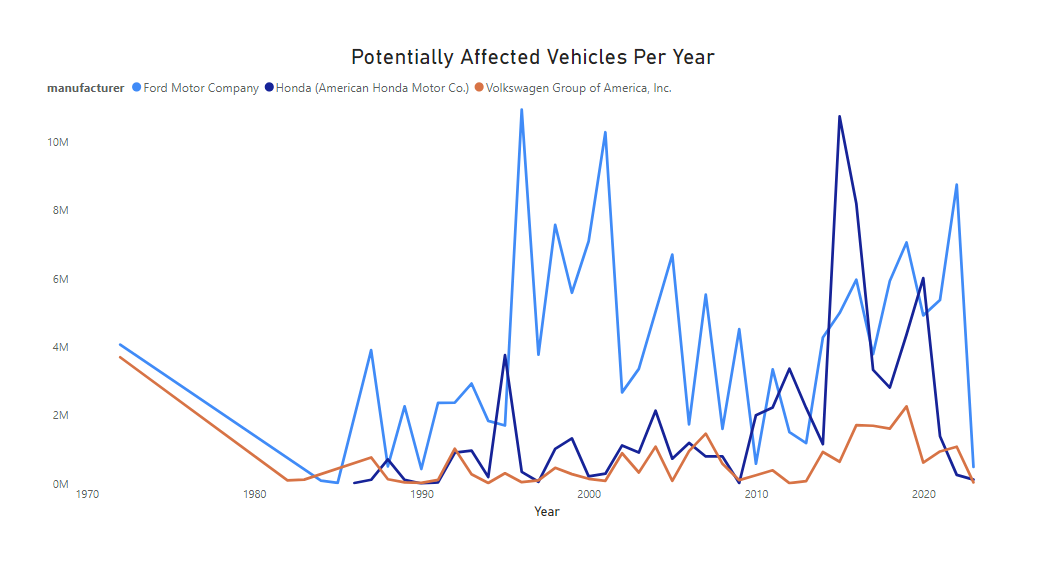 Potentially Affected Vehicles Per Year
manufacturer Ford Motor Company Honda (American Honda Motor Co.) Volkswagen Group of America, Inc.
10M
8M
6M
4M
2M
0M
1970 1980 1990 2000 2010 2020
Year